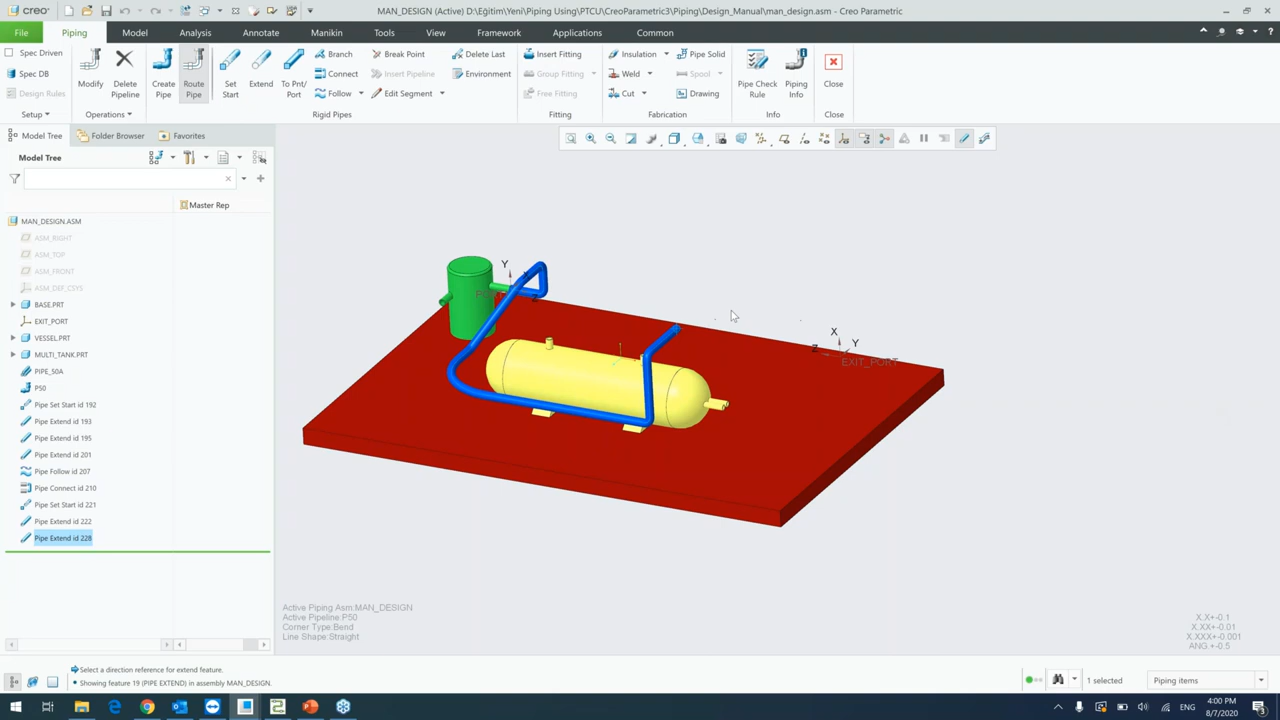 creo
MAN_DESIGN (Active) D:\Eğitim\Yeni\Piping Using\PTCU\CreoParametric3\Piping\Design_Manual\man_design.asm - Creo Parametric
File Piping Model Analysis Annotate Manikin Tools View Framework Applications Common
Spec Driven
Spec DB
Design Rules
Setup
Modify
Delete Pipeline
Operations
Create Pipe
Route Pipe
Set Start
Extend
To Pnt/Port
Branch
Connect
Follow
Break Point
Insert Pipeline
Edit Segment
Delete Last
Environment
Rigid Pipes
Insert Fitting
Group Fitting
Free Fitting
Fitting
Insulation
Weld
Cut
Pipe Solid
Spool
Drawing
Fabrication
Pipe Check Rule
Piping Info
Info
Close
Close
Model Tree Folder Browser Favorites
Model Tree
Master Rep
MAN_DESIGN.ASM
ASM_RIGHT
ASM_TOP
ASM_FRONT
ASM_DEF_CSYS
BASE.PRT
EXIT_PORT
VESSEL.PRT
MULTI_TANK.PRT
PIPE_50A
P50
Pipe Set Start id 192
Pipe Extend id 193
Pipe Extend id 195
Pipe Extend id 201
Pipe Follow id 207
Pipe Connect id 210
Pipe Set Start id 221
Pipe Extend id 222
Pipe Extend id 228
Y
X
Y
Z
EXIT_PORT
Active Piping Asm:MAN_DESIGN
Active Pipeline:P50
Corner Type:Bend
Line Shape:Straight
X.X+-0.1
X.XX+-0.01
X.XXX+-0.001
ANG.+-0.5
Select a direction reference for extend feature.
Showing feature 19 (PIPE EXTEND) in assembly MAN_DESIGN.
1 selected
Piping items
ENG
4:00 PM
8/7/2020